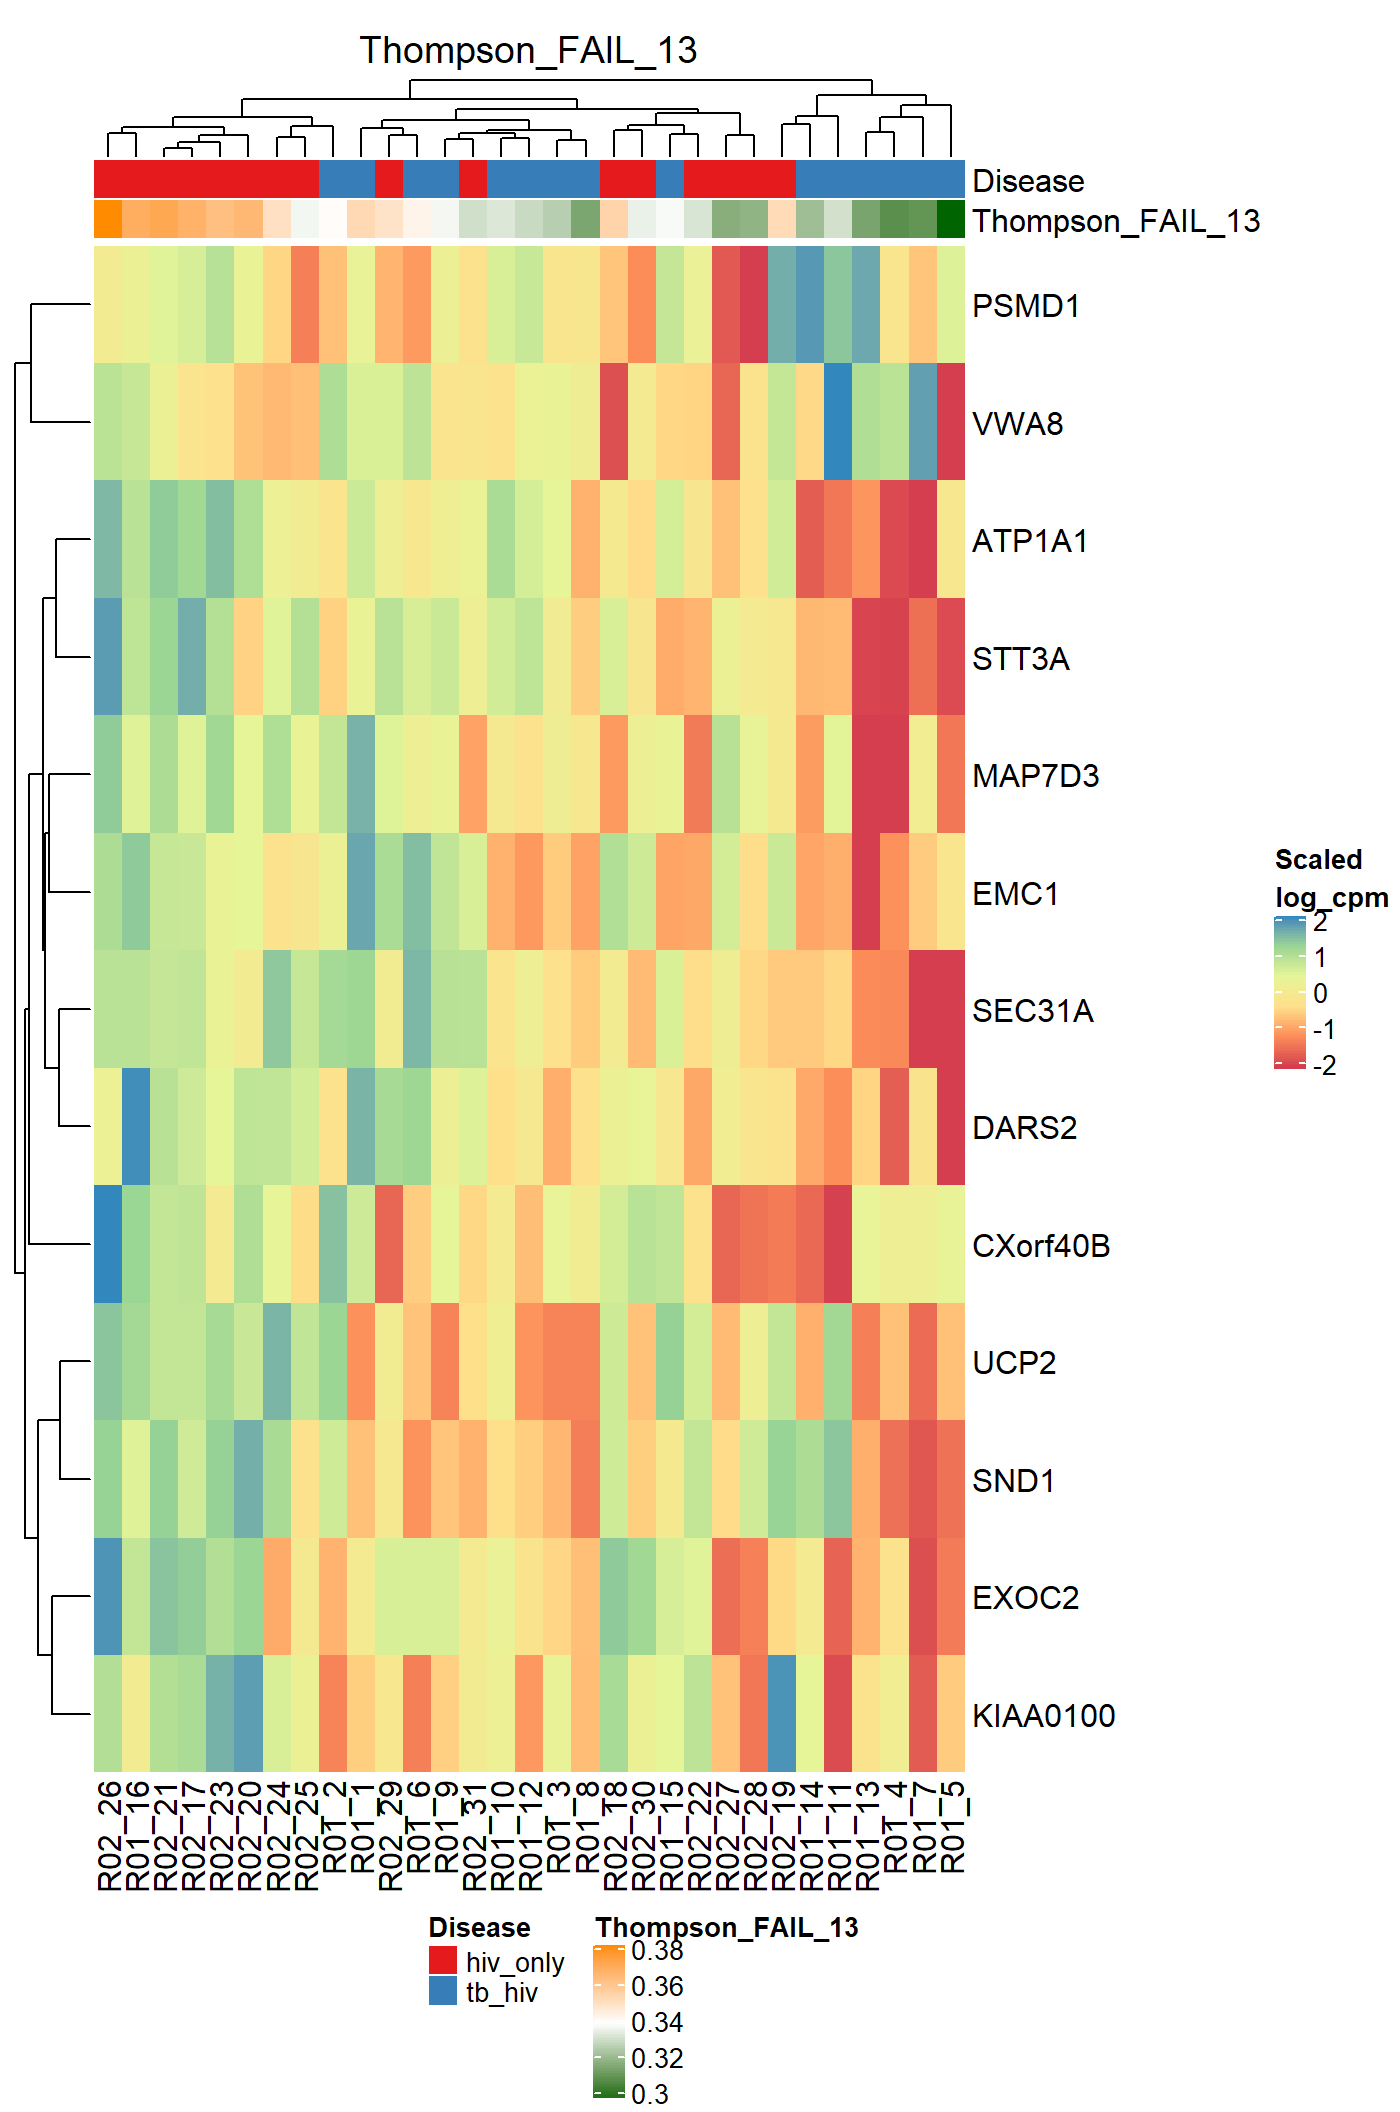 Thompson_FAIL_13
Disease
Thompson_FAIL_13
PSMD1
VWA8
ATP1A1
STT3A
MAP7D3
EMC1
SEC31A
DARS2
CXorf40B
UCP2
SND1
EXOC2
KIAA0100
Scaled
log_cpm
2
1
0
-1
-2
R02_26
R01_16
R02_21
R02_17
R02_23
R02_20
R02_24
R02_25
R01_2
R01_1
R02_29
R01_6
R01_9
R02_31
R01_10
R01_12
R01_3
R01_8
R02_18
R02_30
R01_15
R02_22
R02_27
R02_28
R02_19
R01_14
R01_11
R01_13
R01_4
R01_7
R01_5
Disease
hiv_only
tb_hiv
Thompson_FAIL_13
0.38
0.36
0.34
0.32
0.3